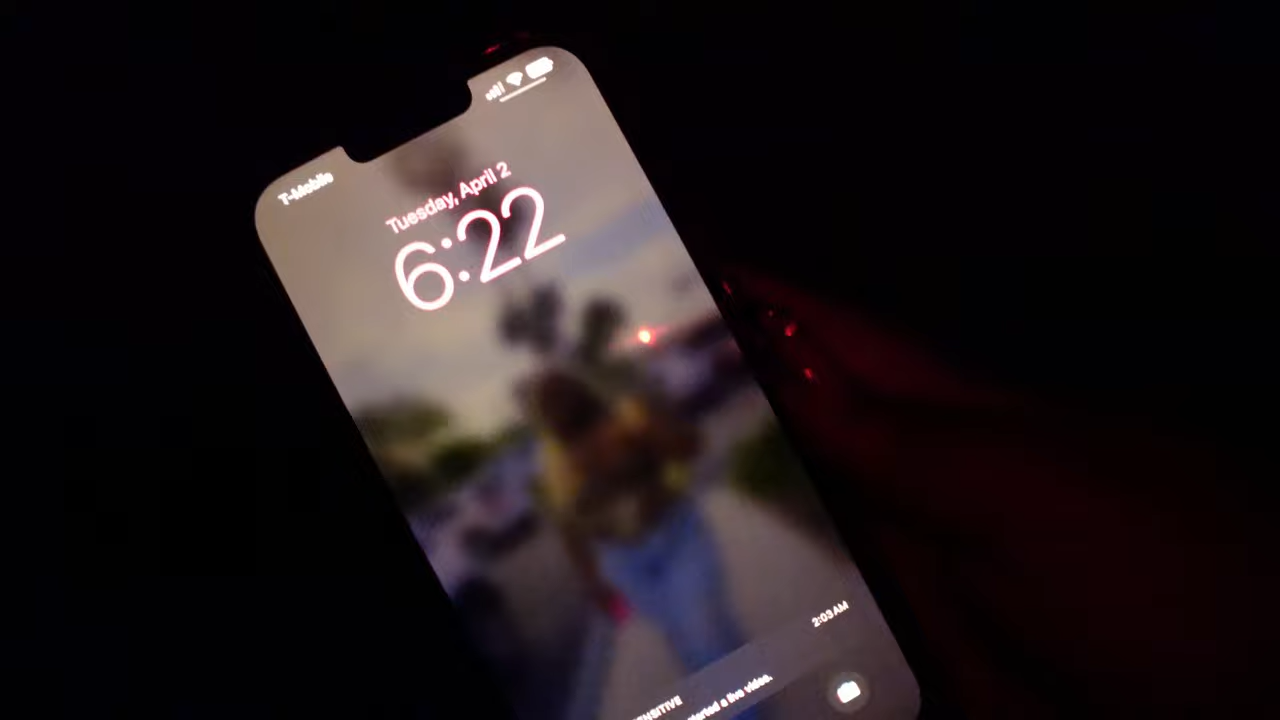 T-Mobile
Tuesday, April 2
6:22
2:03 AM
started a live video.